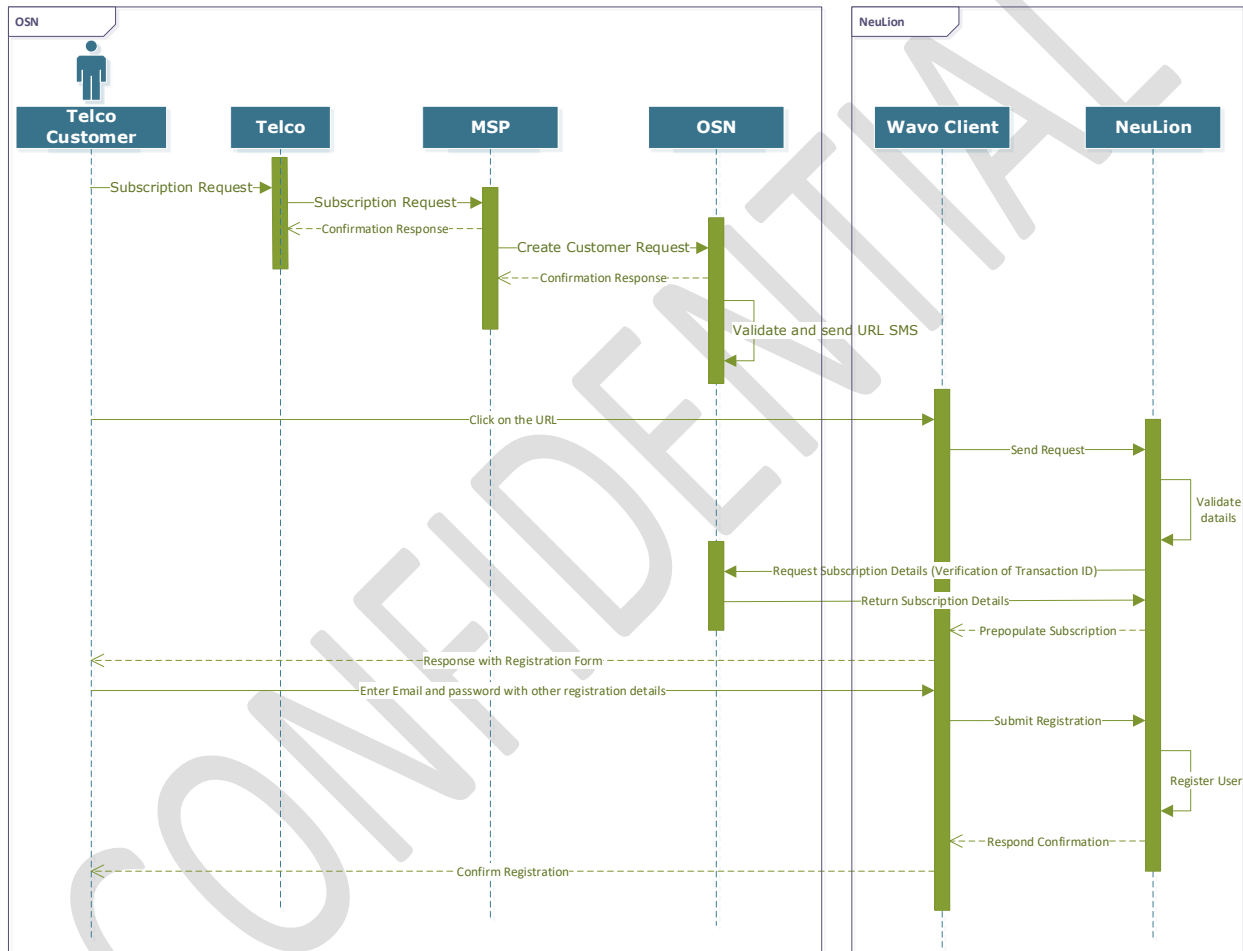 OSN
NeuLion
Telco
Customer
Telco
MSP
OSN
Wavo Client
NeuLion
Subscription Request
Subscription Request
Confirmation Response
Create Customer Request
Confirmation Response
Validate and send URL SMS
Click on the URL
Send Request
Validate
datails
Request Subscription Details (Verification of Transaction ID)
Return Subscription Details
Prepopulate Subscription
Response with Registration Form
Enter Email and password with other registration details
Submit Registration
Register User
Respond Confirmation
Confirm Registration
CONFIDENTIAL